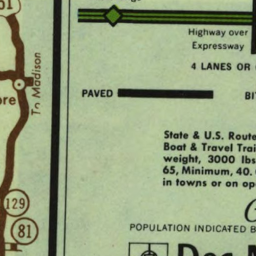 Highway over
Expressway
4 LANES OR
PAVED
State & U.S. Route
Boat & Travel Trai
weight, 3000 lbs
65, Minimum, 40.
in towns or on op
POPULATION INDICATED B
To Madison
129
81